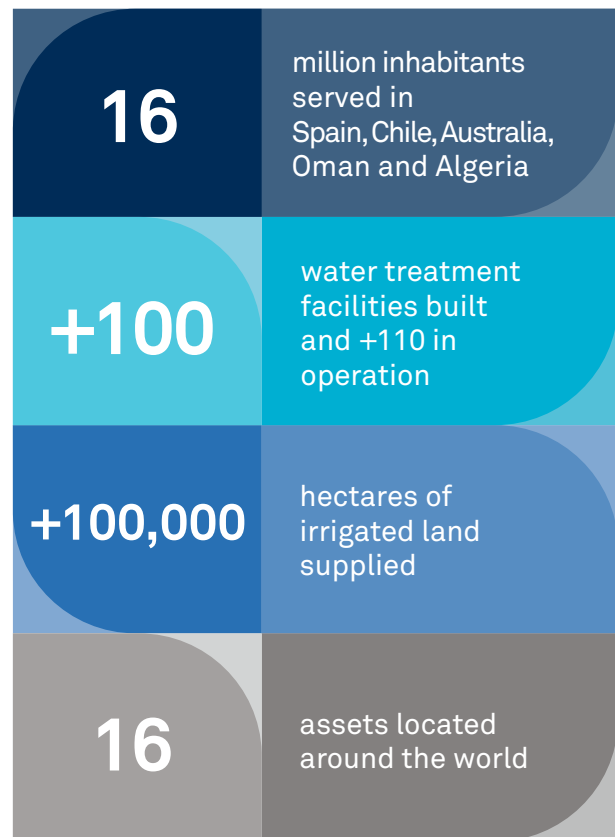 16
million inhabitants
served in
Spain, Chile, Australia,
Oman and Algeria
+100
water treatment
facilities built
and +110 in
operation
+100,000
hectares of
irrigated land
supplied
16
assets located
around the world